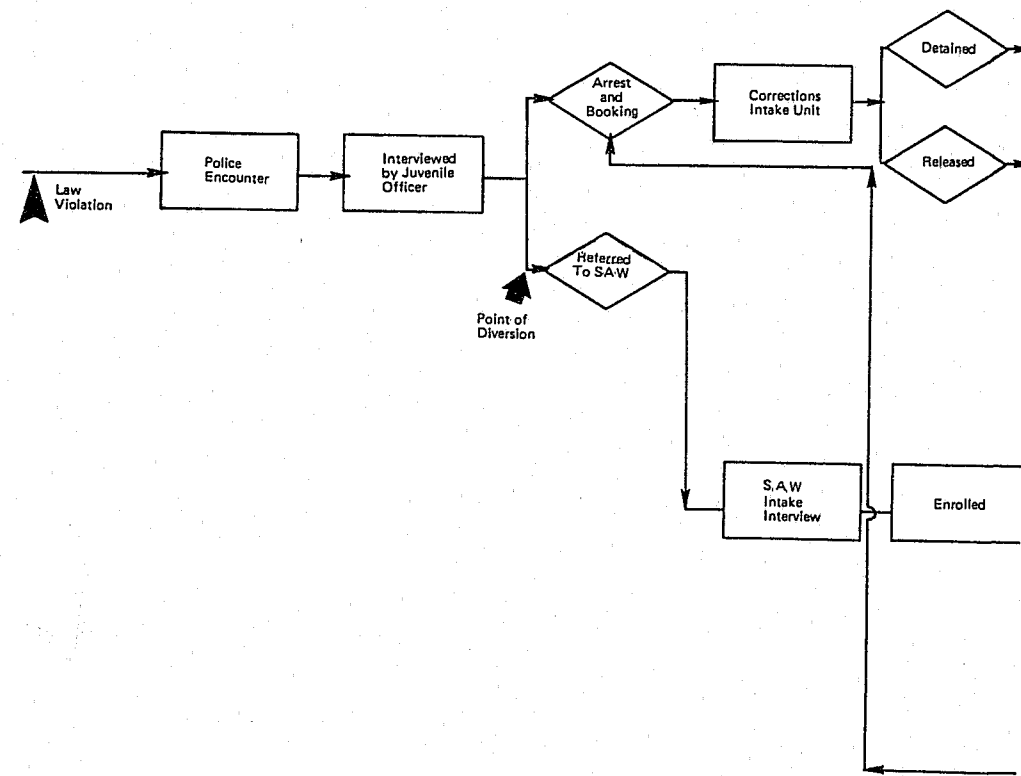 Law
Violation
Police
Encounter
Interviewed
by Juvenile
Officer
Point of
Diversion
Arrest
and
Booking
Referred
To S.A.W
Corrections
Intake Unit
Detained
Released
S.A.W
Intake
Interview
Enrolled